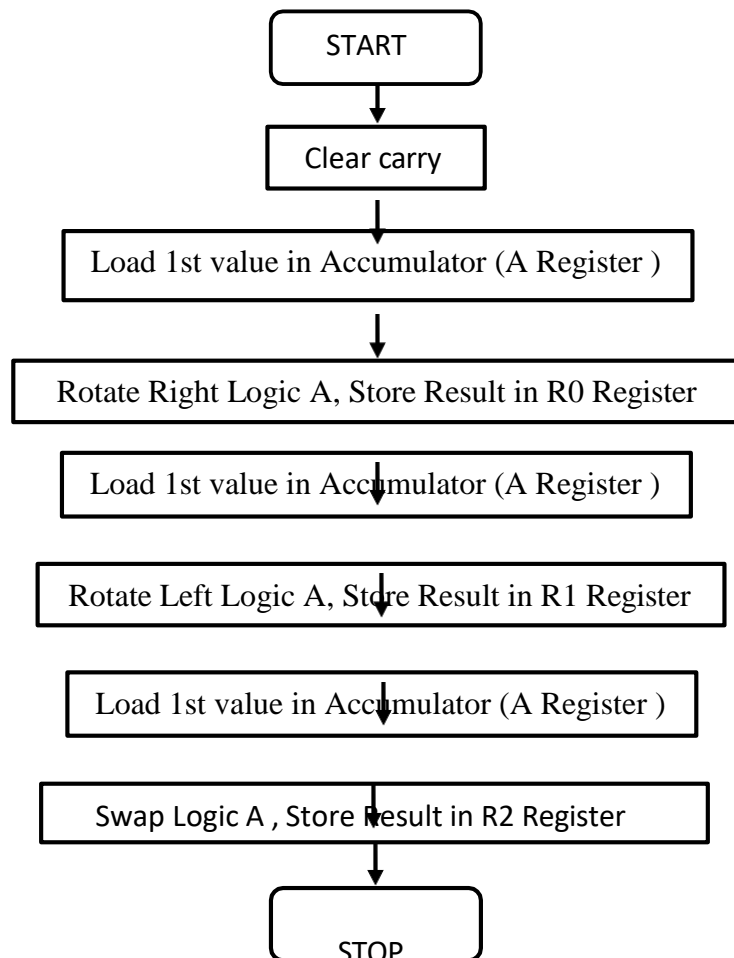 START
Clear carry
Load 1st value in Accumulator (A Register )
Rotate Right Logic A, Store Result in R0 Register
Load 1st value in Accumulator (A Register )
Rotate Left Logic A, Store Result in R1 Register
Load 1st value in Accumulator (A Register )
Swap Logic A , Store Result in R2 Register
STOP